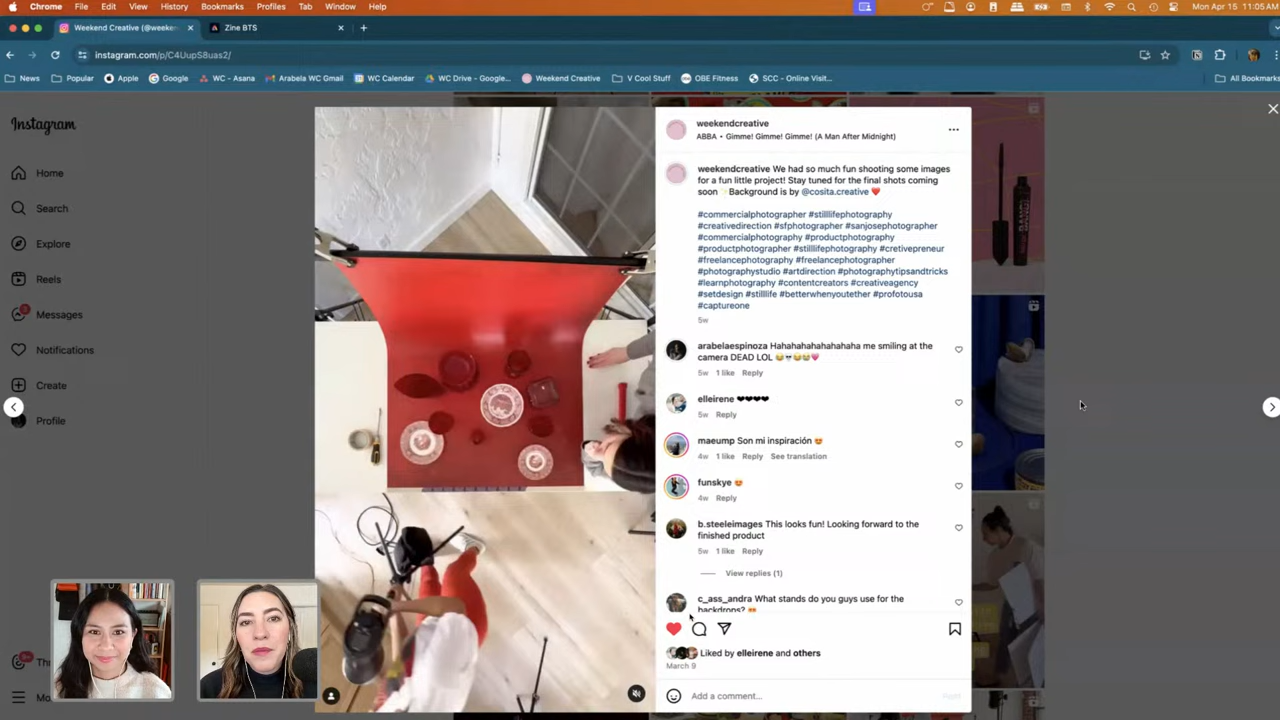 Chrome File Edit View History Bookmarks Profiles Tab Window Help Mon Apr 15 11:05 AM
Weekend Creative (@weeken Zine BTS
instagram.com/p/C4UupS8uas2/
News Popular Apple Google WC - Asana Arabela WC Gmail WC Calendar WC Drive - Google... Weekend Creative V Cool Stuff OBE Fitness SCC - Online Visit... All Bookmarks
Instagram
Home
Search
Explore
Reels
Messages
Notifications
Create
Profile
weekendcreative
ABBA • Gimme! Gimme! Gimme! (A Man After Midnight)
weekendcreative We had so much fun shooting some images
for a fun little project! Stay tuned for the final shots coming
soon ✨Background is by @cosita.creative ❤️
#commercialphotographer #stilllifephotography
#creativedirection #sfphotographer #sanjosephotographer
#commercialphotography #productphotography
#productphotographer #stilllifephotography #cretivepreneur
#freelancephotography #freelancephotographer
#photographystudio #artdirection #photographytipsandtricks
#learnphotography #contentcreators #creativeagency
#setdesign #stilllife #betterwhenyoutether #profotousa
#captureone
5w
arabelaespinoza Hahahahahahahahaha me smiling at the
camera DEAD LOL
5w 1 like Reply
elleirene ❤❤❤❤
5w Reply
maeump Son mi inspiración 😍
4w 1 like Reply See translation
funskye 😍
4w Reply
b.steeleimages This looks fun! Looking forward to the
finished product
5w 1 like Reply
View replies (1)
c_ass_andra What stands do you guys use for the
backdrops?
Liked by elleirene and others
March 9
Add a comment...
Post